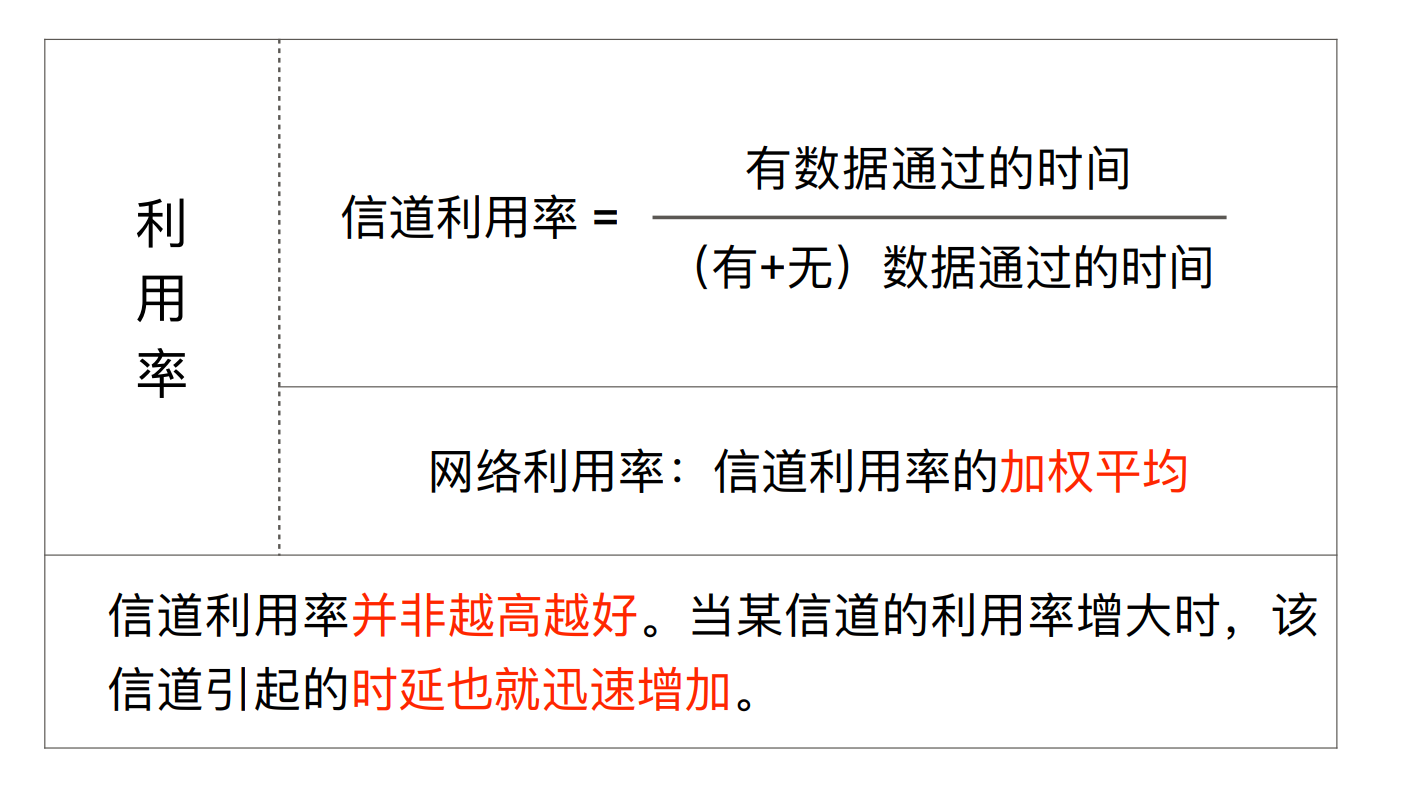 利
用
率
信道利用率 =
有数据通过的时间
（有+无）数据通过的时间
网络利用率：信道利用率的加权平均
信道利用率并非越高越好。当某信道的利用率增大时，该
信道引起的时延也就迅速增加。